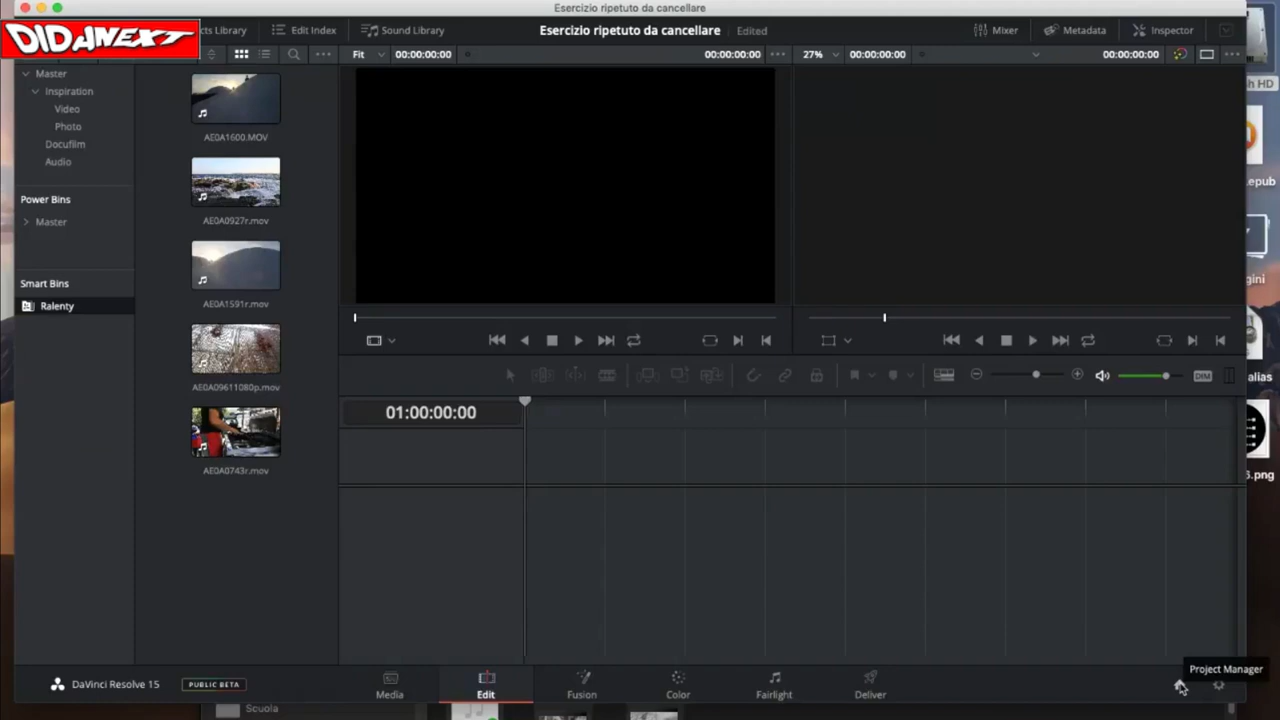 Esercizio ripetuto da cancellare
DIDANEXT
cts Library
Edit Index
Sound Library
Esercizio ripetuto da cancellare
Edited
Mixer
Metadata
Inspector
Fit
00:00:00:00
00:00:00:00
27%
00:00:00:00
00:00:00:00
sh HD
Master
Inspiration
Video
Photo
Docufilm
Audio
Power Bins
Master
Smart Bins
Ralenty
AE0A1600.MOV
AE0A0927r.mov
AE0A1591r.mov
AE0A09611080p.mov
AE0A0743r.mov
.epub
gini
alias
6.png
DIM
01:00:00:00
Project Manager
DaVinci Resolve 15
PUBLIC BETA
Media
Edit
Fusion
Color
Fairlight
Deliver
Scuola